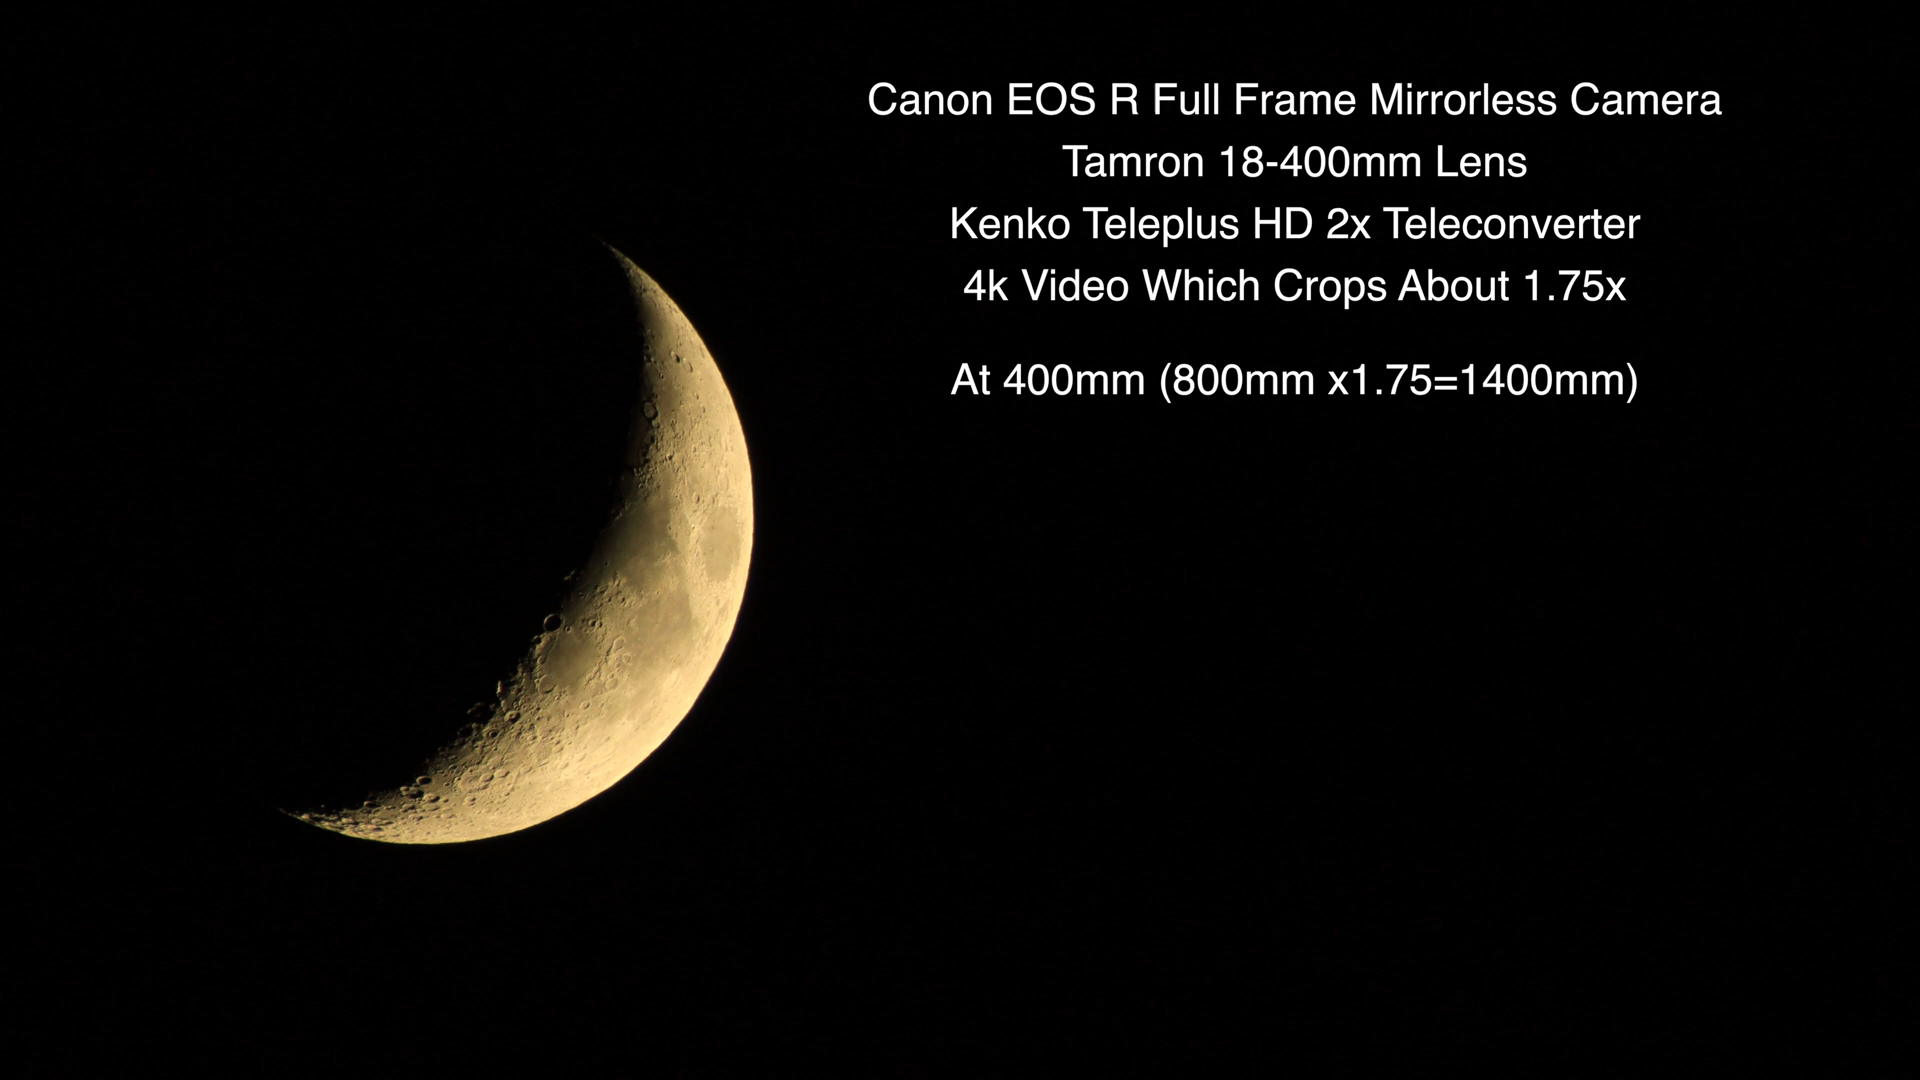 Canon EOS R Full Frame Mirrorless Camera
Tamron 18-400mm Lens
Kenko Teleplus HD 2x Teleconverter
4k Video Which Crops About 1.75x
At 400mm (800mm x1.75=1400mm)